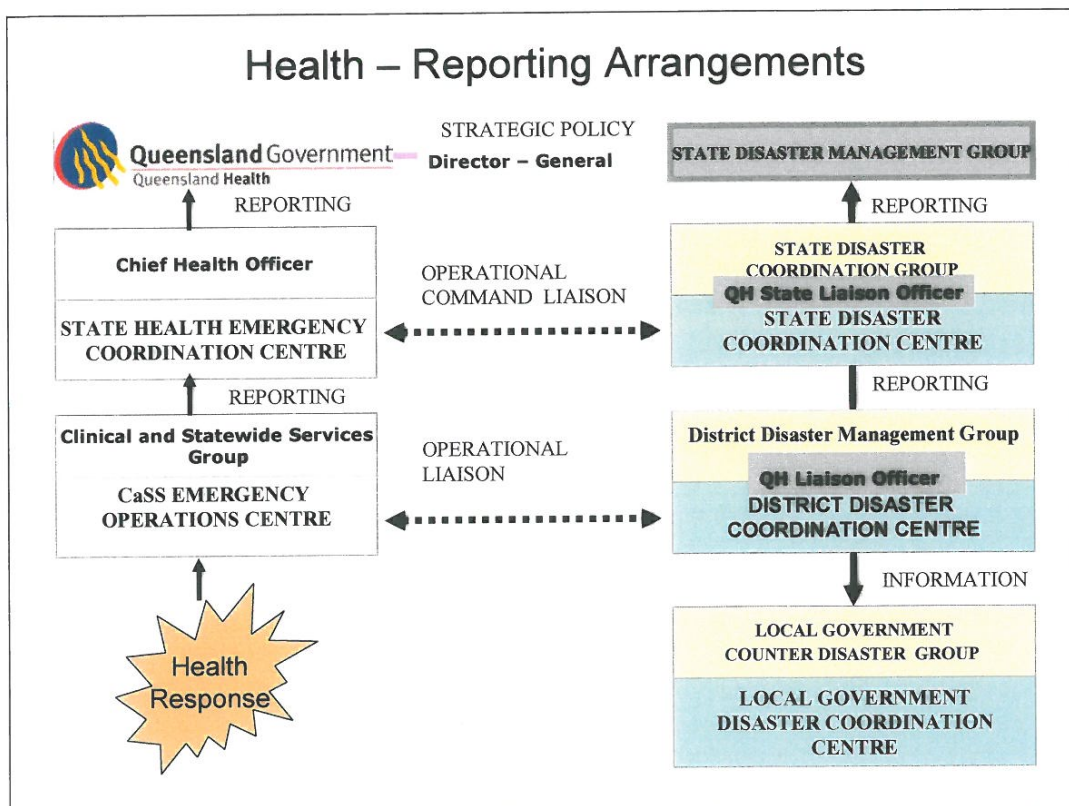 Health – Reporting Arrangements
Queensland Government
Queensland Health
STRATEGIC POLICY
Director – General
STATE DISASTER MANAGEMENT GROUP
REPORTING
REPORTING
Chief Health Officer
STATE HEALTH EMERGENCY
COORDINATION CENTRE
OPERATIONAL
COMMAND LIAISON
STATE DISASTER
COORDINATION GROUP
QH State Liaison Officer
STATE DISASTER
COORDINATION CENTRE
REPORTING
REPORTING
Clinical and Statewide Services
Group
CaSS EMERGENCY
OPERATIONS CENTRE
OPERATIONAL
LIAISON
District Disaster Management Group
QH Liaison Officer
DISTRICT DISASTER
COORDINATION CENTRE
INFORMATION
Health
Response
LOCAL GOVERNMENT
COUNTER DISASTER GROUP
LOCAL GOVERNMENT
DISASTER COORDINATION
CENTRE